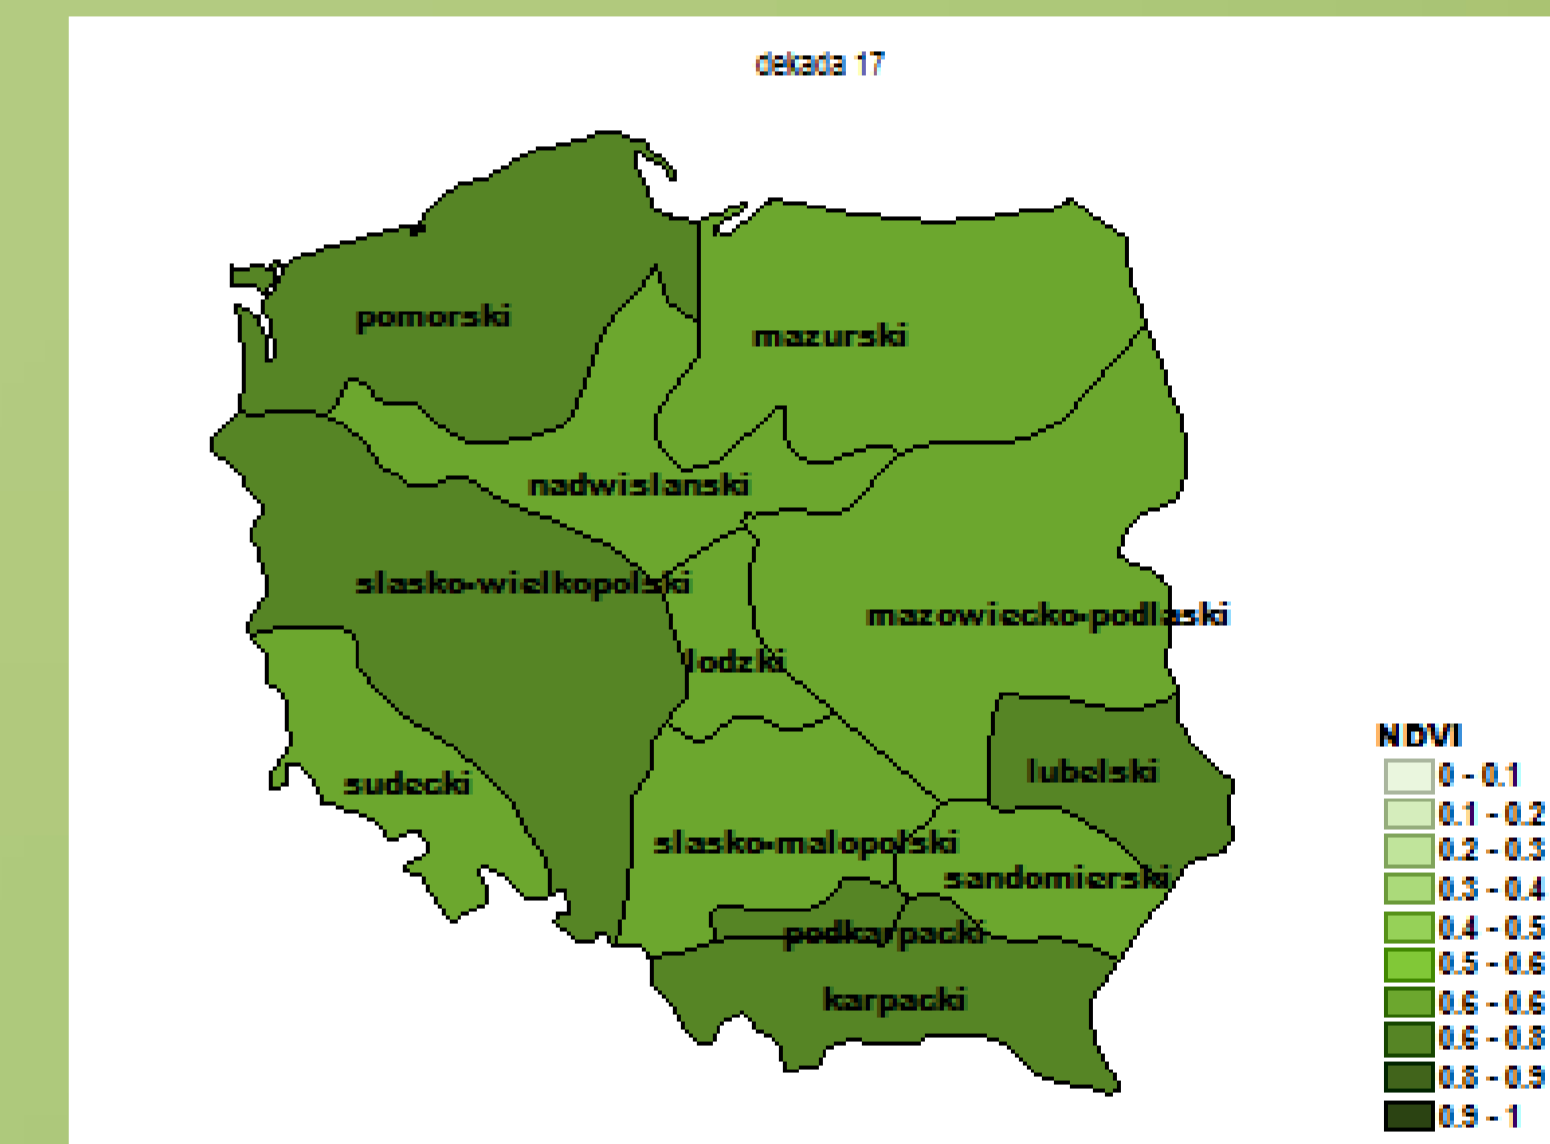 dekada 17
pomorski
mazurski
nadwislanski
slasko-wielkopolski
mazowiecko-podlaski
lodzki
lubelski
sudecki
slasko-malopolski
sandomierski
podkarpacki
karpacki
NDVI
0 - 0.1
0.1 - 0.2
0.2 - 0.3
0.3 - 0.4
0.4 - 0.5
0.5 - 0.6
0.6 - 0.6
0.6 - 0.8
0.8 - 0.9
0.9 - 1